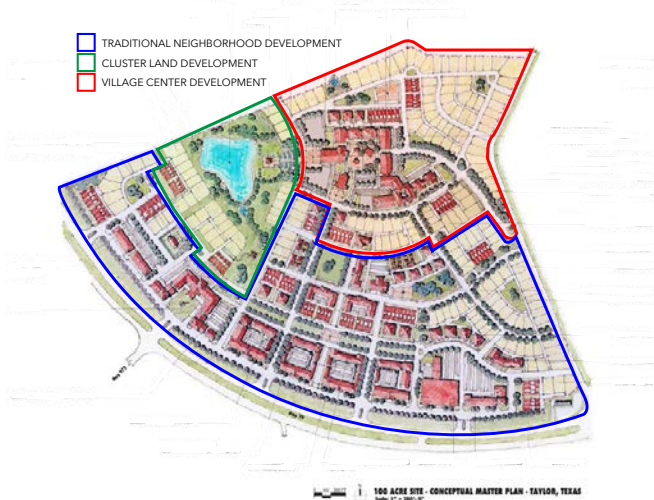 TRADITIONAL NEIGHBORHOOD DEVELOPMENT
CLUSTER LAND DEVELOPMENT
VILLAGE CENTER DEVELOPMENT
100 ACRE SITE - CONCEPTUAL MASTER PLAN - TAYLOR, TEXAS